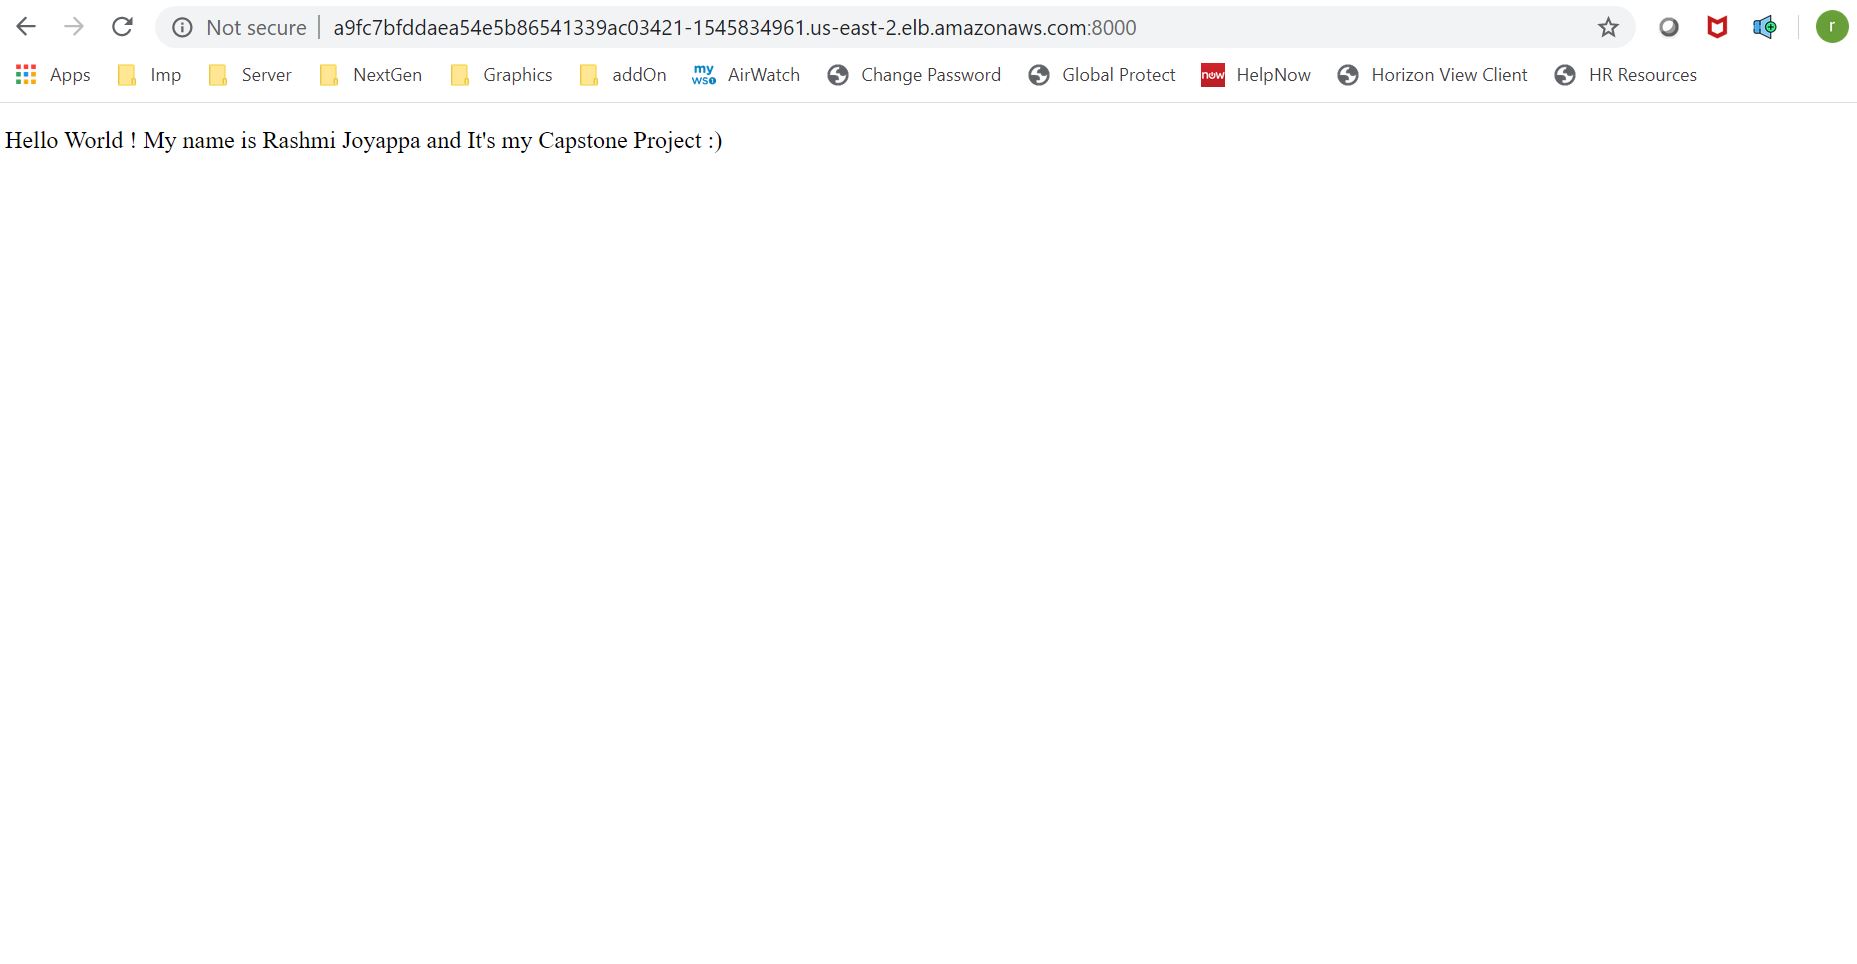 Not secure | a9fc7bfddaea54e5b86541339ac03421-1545834961.us-east-2.elb.amazonaws.com:8000 r
Apps Imp Server NextGen Graphics addOn my ws1 AirWatch Change Password Global Protect now HelpNow Horizon View Client HR Resources
Hello World ! My name is Rashmi Joyappa and It's my Capstone Project :)